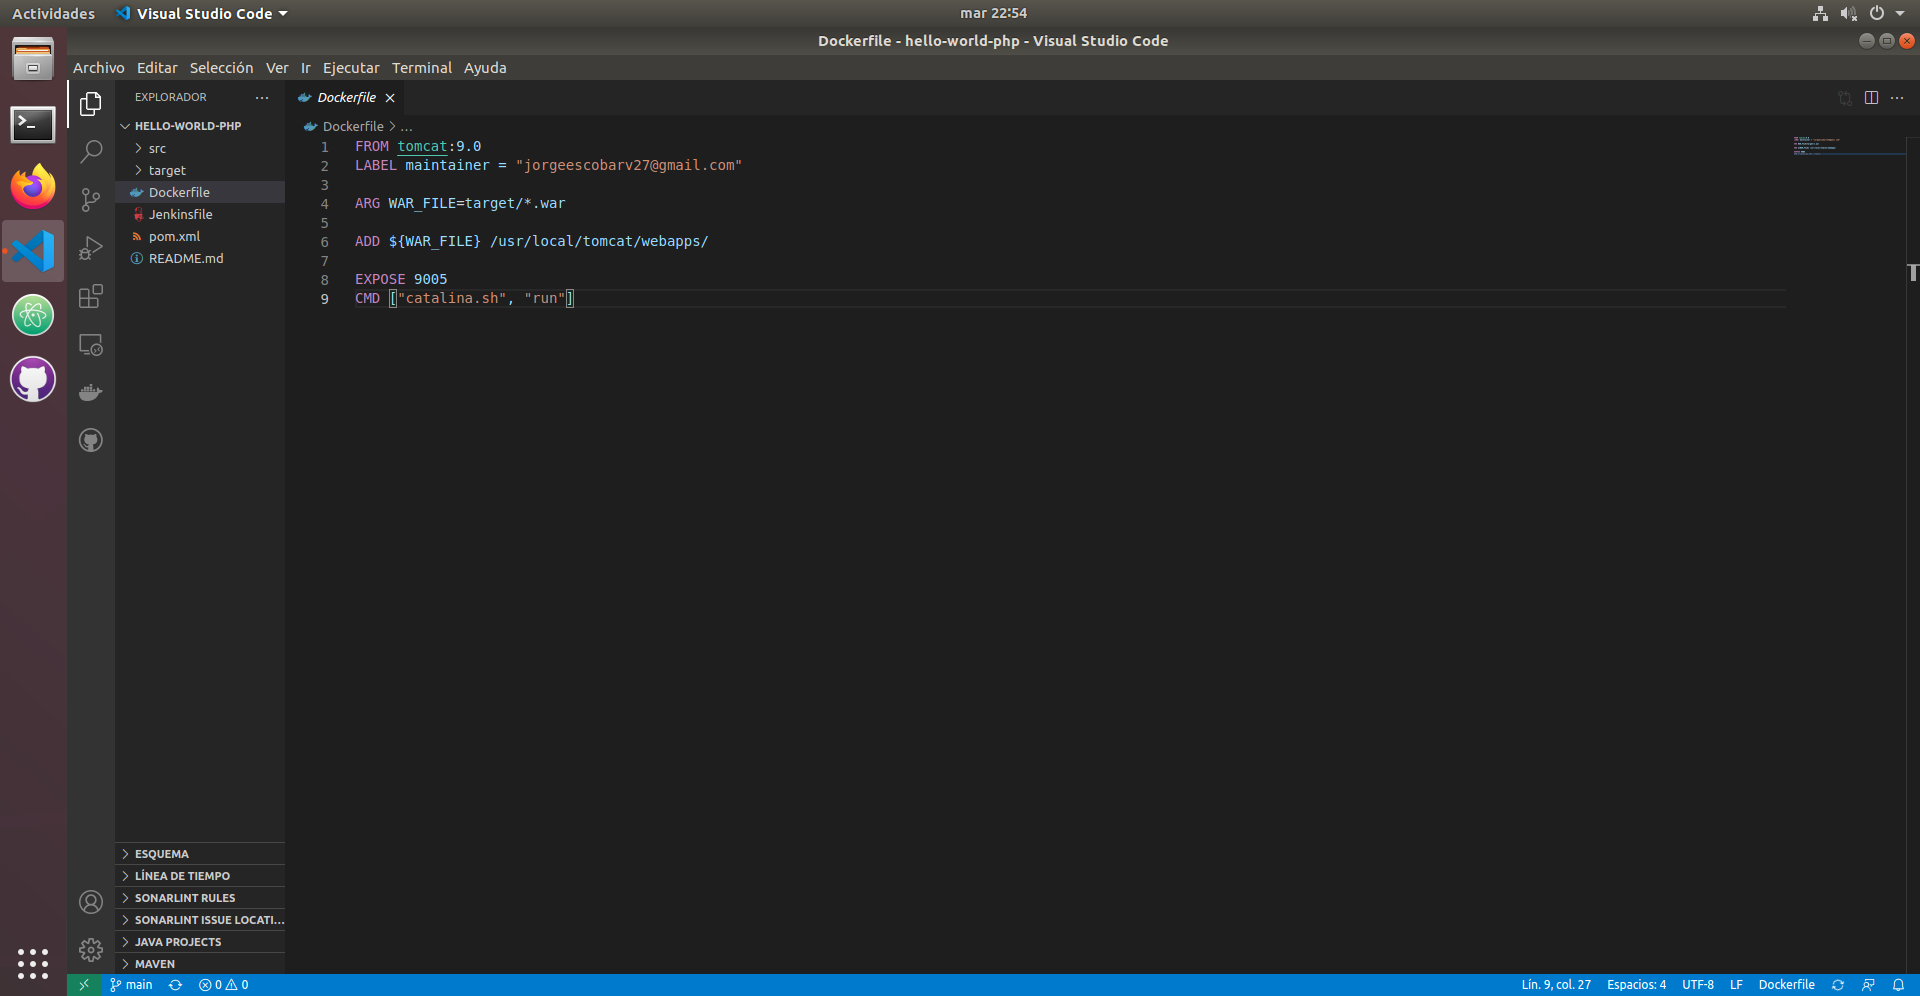 Actividades
Visual Studio Code
mar 22:54
Dockerfile - hello-world-php - Visual Studio Code
Archivo Editar Selección Ver Ir Ejecutar Terminal Ayuda
EXPLORADOR
HELLO-WORLD-PHP
src
target
Dockerfile
Jenkinsfile
pom.xml
README.md
ESQUEMA
LÍNEA DE TIEMPO
SONARLINT RULES
SONARLINT ISSUE LOCATI...
JAVA PROJECTS
MAVEN
Dockerfile
Dockerfile > ...
1 FROM tomcat:9.0
2 LABEL maintainer = "jorgeescobarv27@gmail.com"
3
4 ARG WAR_FILE=target/*.war
5
6 ADD ${WAR_FILE} /usr/local/tomcat/webapps/
7
8 EXPOSE 9005
9 CMD ["catalina.sh", "run"]
main 0 0 Lín. 9, col. 27 Espacios: 4 UTF-8 LF Dockerfile